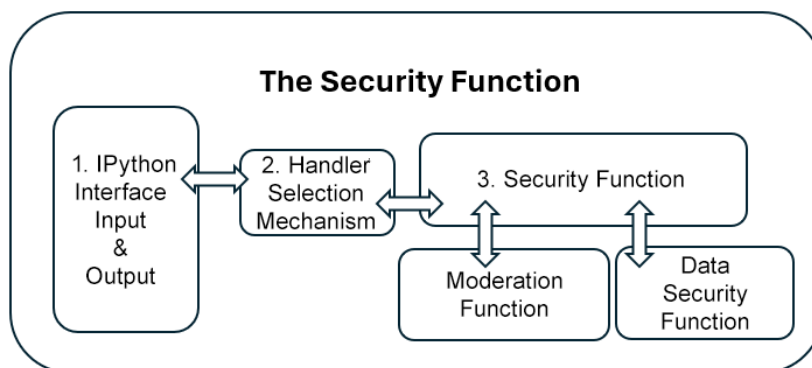 The Security Function
1. IPython
Interface
Input
&
Output
2. Handler
Selection
Mechanism
3. Security Function
Moderation
Function
Data
Security
Function